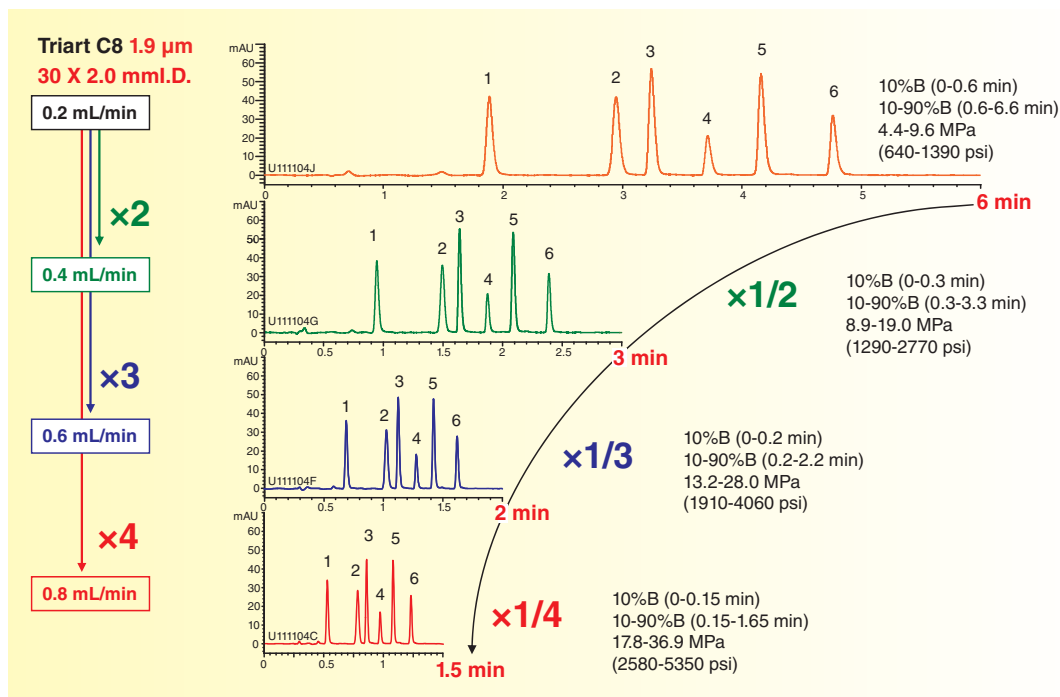 Triart C8 1.9 µm
30 X 2.0 mmI.D.
0.2 mL/min
×2
0.4 mL/min
×3
0.6 mL/min
×4
0.8 mL/min
mAU
60
50
40
30
20
10
0
U111104J
1
2
3
4
5
6
0 1 2 3 4 5
6 min
10%B (0-0.6 min)
10-90%B (0.6-6.6 min)
4.4-9.6 MPa
(640-1390 psi)
mAU
60
50
40
30
20
10
0
U111104G
1
2
3
4
5
6
0 0.5 1 1.5 2 2.5
3 min
×1/2
10%B (0-0.3 min)
10-90%B (0.3-3.3 min)
8.9-19.0 MPa
(1290-2770 psi)
mAU
60
50
40
30
20
10
0
U111104F
1
2
3
4
5
6
0 0.5 1 1.5
2 min
×1/3
10%B (0-0.2 min)
10-90%B (0.2-2.2 min)
13.2-28.0 MPa
(1910-4060 psi)
mAU
60
50
40
30
20
10
0
U111104C
1
2
3
4
5
6
0 0.5 1
1.5 min
×1/4
10%B (0-0.15 min)
10-90%B (0.15-1.65 min)
17.8-36.9 MPa
(2580-5350 psi)